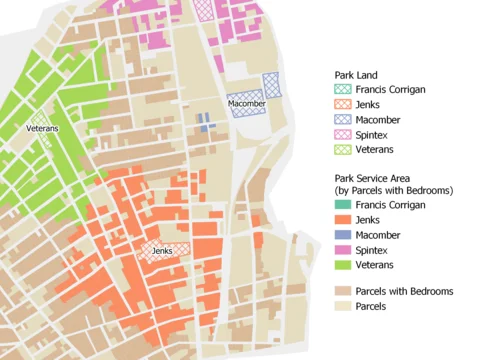 Macomber
Veterans
Jenks
Park Land
Francis Corrigan
Jenks
Macomber
Spintex
Veterans
Park Service Area
(by Parcels with Bedrooms)
Francis Corrigan
Jenks
Macomber
Spintex
Veterans
Parcels with Bedrooms
Parcels